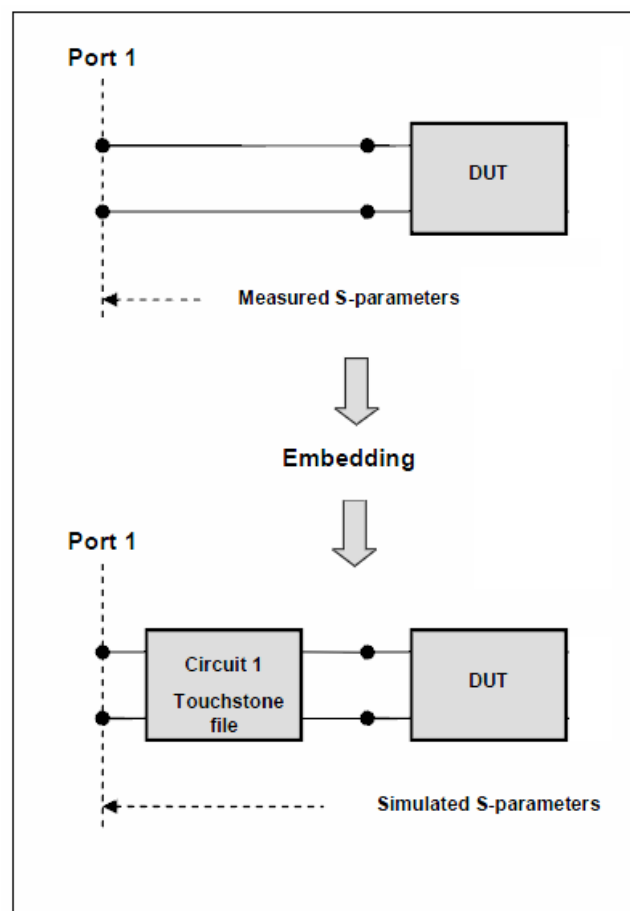 Port 1
DUT
Measured S-parameters
Embedding
Port 1
Circuit 1
Touchstone
file
DUT
Simulated S-parameters